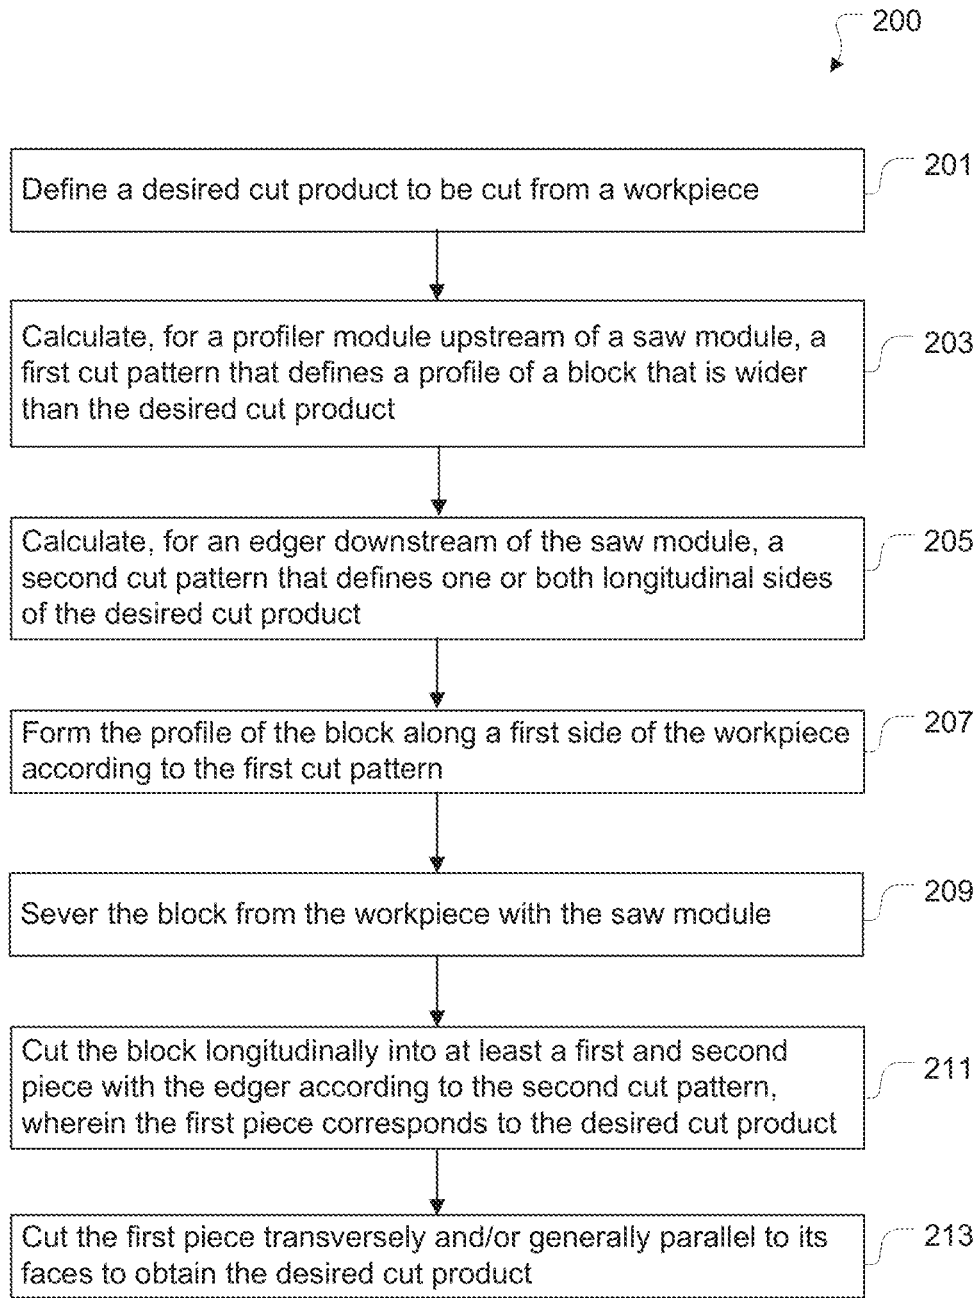 200
Define a desired cut product to be cut from a workpiece
201
Calculate, for a profiler module upstream of a saw module, a
first cut pattern that defines a profile of a block that is wider
than the desired cut product
203
Calculate, for an edger downstream of the saw module, a
second cut pattern that defines one or both longitudinal sides
of the desired cut product
205
Form the profile of the block along a first side of the workpiece
according to the first cut pattern
207
Sever the block from the workpiece with the saw module
209
Cut the block longitudinally into at least a first and second
piece with the edger according to the second cut pattern,
wherein the first piece corresponds to the desired cut product
211
Cut the first piece transversely and/or generally parallel to its
faces to obtain the desired cut product
213